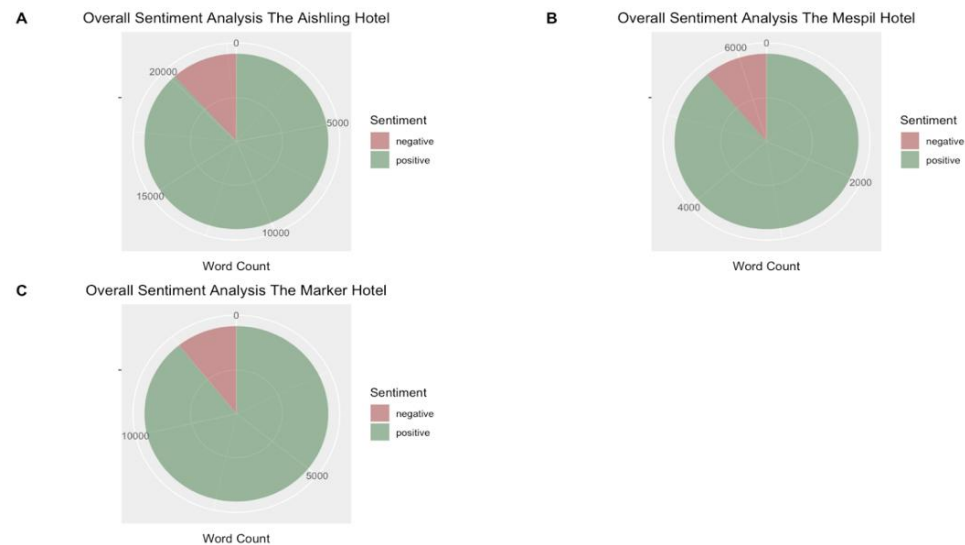 A
Overall Sentiment Analysis The Aishling Hotel
0
5000
10000
15000
20000
Sentiment
negative
positive
Word Count
B
Overall Sentiment Analysis The Mespil Hotel
0
2000
4000
6000
Sentiment
negative
positive
Word Count
C
Overall Sentiment Analysis The Marker Hotel
0
5000
10000
Sentiment
negative
positive
Word Count